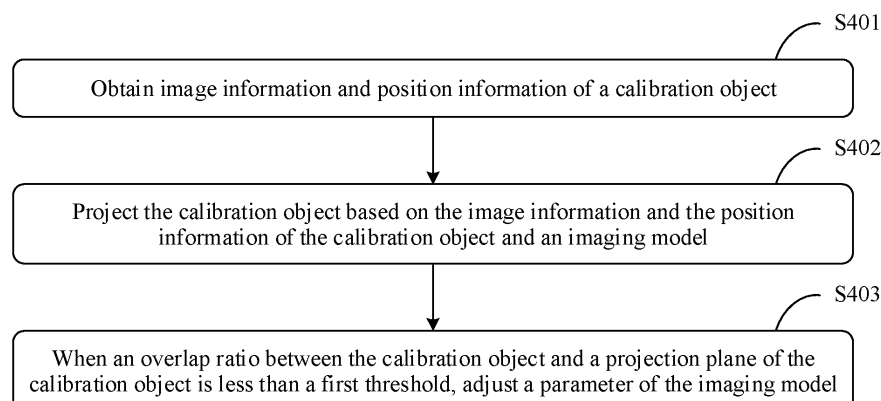 S401
Obtain image information and position information of a calibration object
S402
Project the calibration object based on the image information and the position
information of the calibration object and an imaging model
S403
When an overlap ratio between the calibration object and a projection plane of the
calibration object is less than a first threshold, adjust a parameter of the imaging model